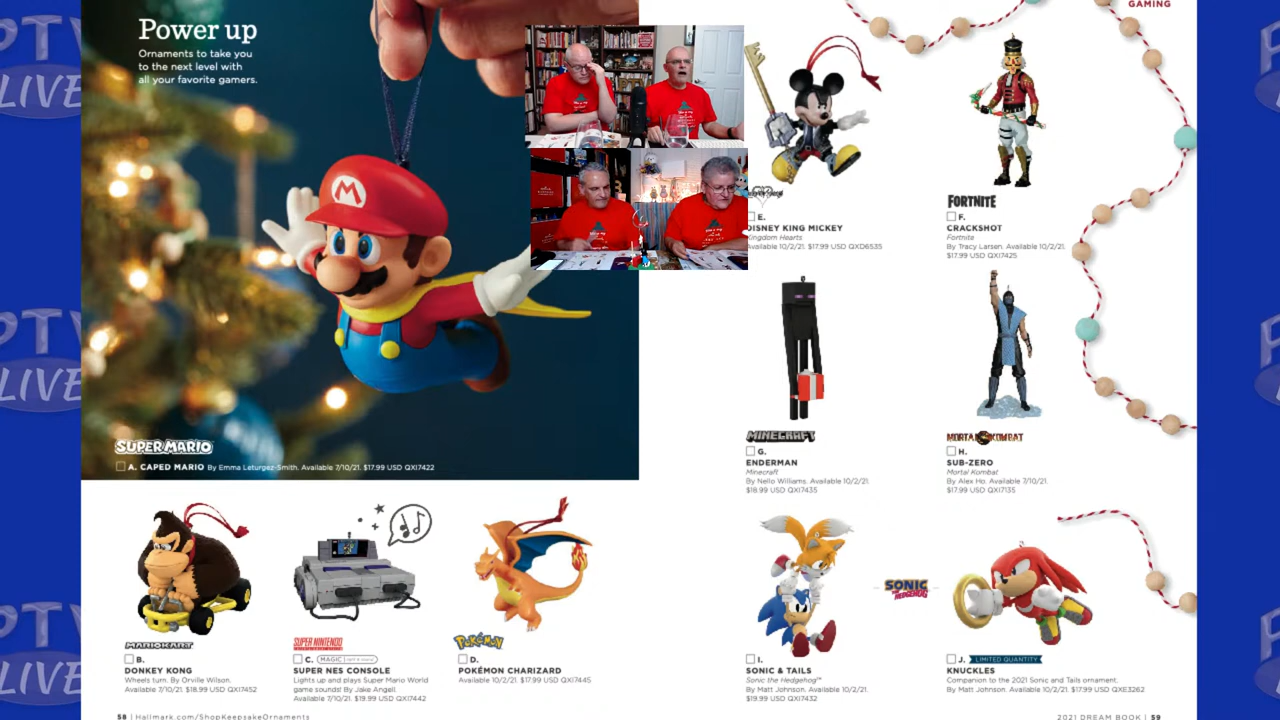 GAMING
Power up
Ornaments to take you
to the next level with
all your favorite gamers.
SUPER MARIO
A. CAPED MARIO By Emma Leturgez-Smith. Available 7/10/21. $17.99 USD QXI7422
MARIOKART
B.
DONKEY KONG
Wheels turn. By Orville Wilson.
Available 7/10/21. $18.99 USD QXI7452
SUPER NINTENDO
C. MAGIC
SUPER NES CONSOLE
Lights up and plays Super Mario World
game sounds! By Jake Angell.
Available 7/10/21. $19.99 USD QXI7442
POKéMON
D.
POKÉMON CHARIZARD
Available 10/2/21. $17.99 USD QXI7445
E.
DISNEY KING MICKEY
Kingdom Hearts
Available 10/2/21. $17.99 USD QXD6535
FORTNITE
F.
CRACKSHOT
Fortnite
By Tracy Larsen. Available 10/2/21.
$17.99 USD QXI7425
MINECRAFT
G.
ENDERMAN
Minecraft
By Nello Williams. Available 10/2/21.
$18.99 USD QXI7435
MORTAL KOMBAT
H.
SUB-ZERO
Mortal Kombat
By Alex Ho. Available 7/10/21.
$17.99 USD QXI7135
I.
SONIC & TAILS
Sonic the Hedgehog™
By Matt Johnson. Available 10/2/21.
$19.99 USD QXI7432
SONIC
THE HEDGEHOG
J. LIMITED QUANTITY
KNUCKLES
Companion to the 2021 Sonic and Tails ornament.
By Matt Johnson. Available 10/2/21. $17.99 USD QXE3262
58 | Hallmark.com/ShopKeepsakeOrnaments
2021 DREAM BOOK | 59
PTV
LIVE
PTV
LIVE
PTV
LIVE